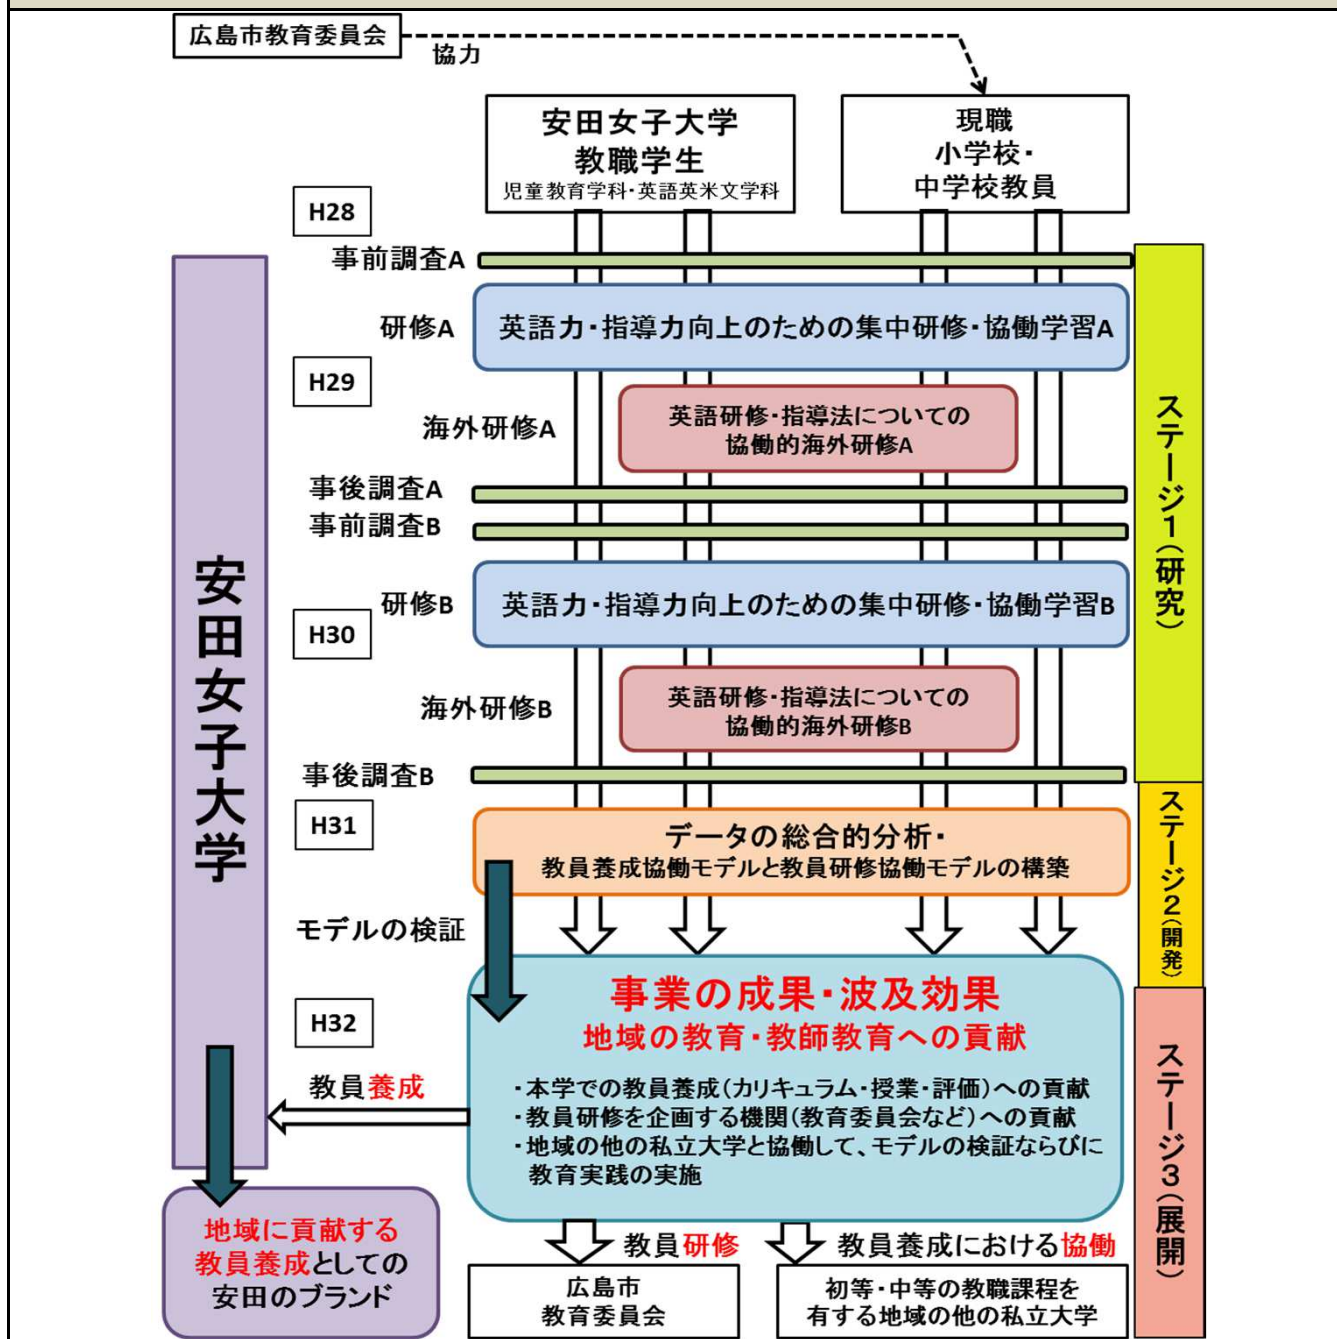 広島市教育委員会
協力
安田女子大学
教職学生
児童教育学科・英語英米文学科
現職
小学校・
中学校教員
H28
事前調査A
研修A
英語力・指導力向上のための集中研修・協働学習A
H29
海外研修A
英語研修・指導法についての
協働的海外研修A
事後調査A
事前調査B
研修B
英語力・指導力向上のための集中研修・協働学習B
H30
海外研修B
英語研修・指導法についての
協働的海外研修B
事後調査B
ステージ1(研究)
安田女子大学
H31
データの総合的分析・
教員養成協働モデルと教員研修協働モデルの構築
モデルの検証
ステージ2(開発)
H32
事業の成果・波及効果
地域の教育・教師教育への貢献
・本学での教員養成(カリキュラム・授業・評価)への貢献
・教員研修を企画する機関(教育委員会など)への貢献
・地域の他の私立大学と協働して、モデルの検証ならびに
教育実践の実施
教員養成
ステージ3(展開)
地域に貢献する
教員養成としての
安田のブランド
教員研修
広島市
教育委員会
教員養成における協働
初等・中等の教職課程を
有する地域の他の私立大学